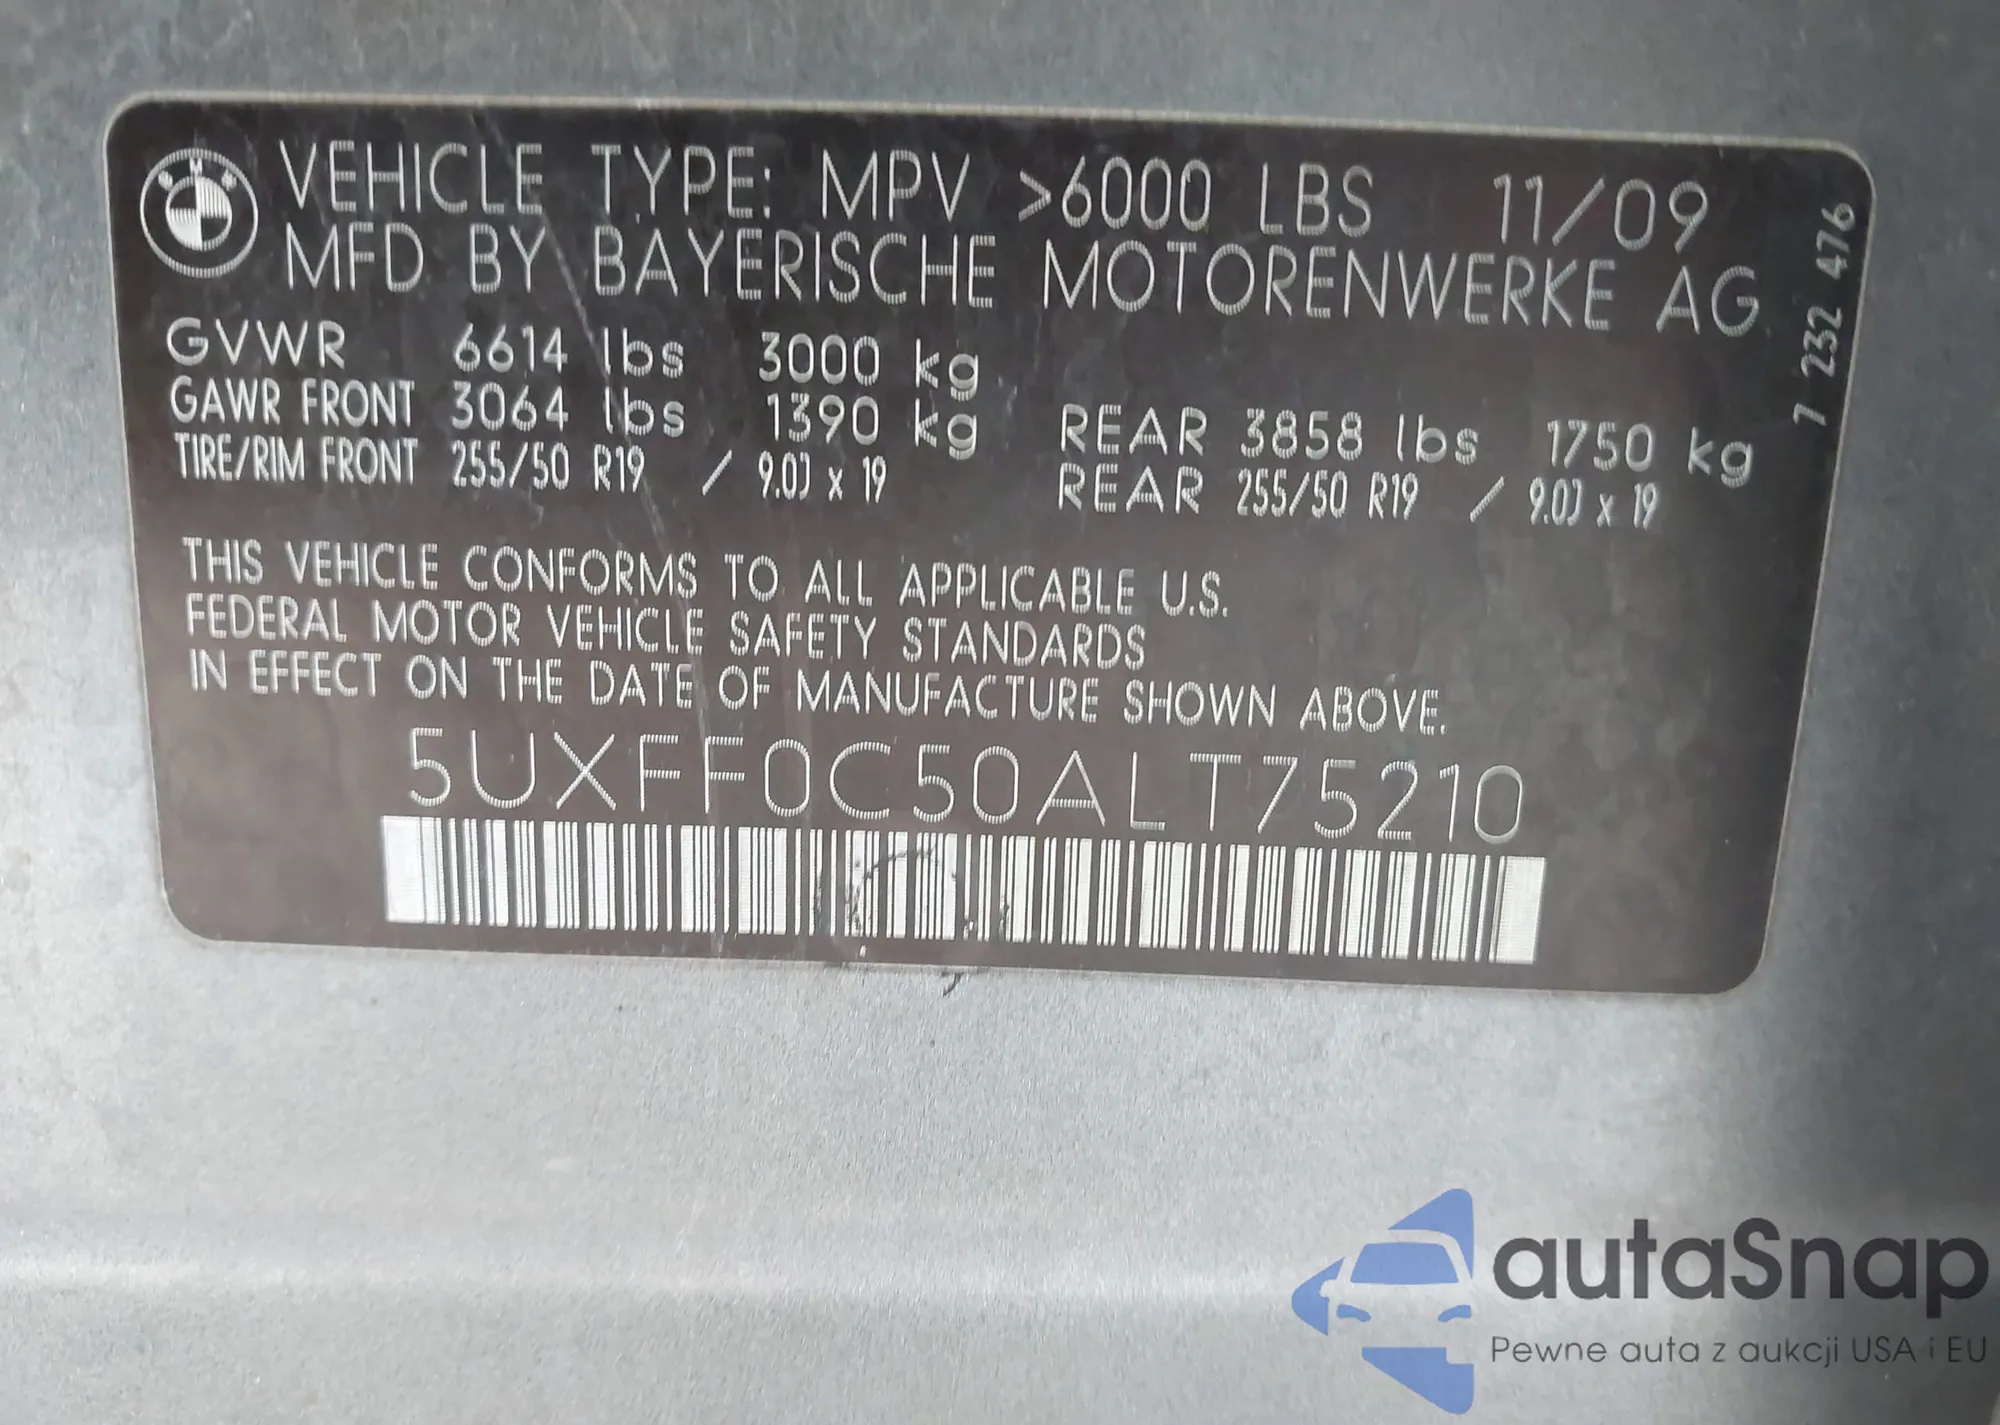 BMW
VEHICLE TYPE: MPV >6000 LBS 11/09
MFD BY BAYERISCHE MOTORENWERKE AG
7 232 476
GVWR 6614 lbs 3000 kg
GAWR FRONT 3064 lbs 1390 kg REAR 3858 lbs 1750 kg
TIRE/RIM FRONT 255/50 R19 / 9.0J x 19 REAR 255/50 R19 / 9.0J x 19
THIS VEHICLE CONFORMS TO ALL APPLICABLE U.S.
FEDERAL MOTOR VEHICLE SAFETY STANDARDS
IN EFFECT ON THE DATE OF MANUFACTURE SHOWN ABOVE.
5UXFF0C50ALT75210
autaSnap
Pewne auta z aukcji USA i EU